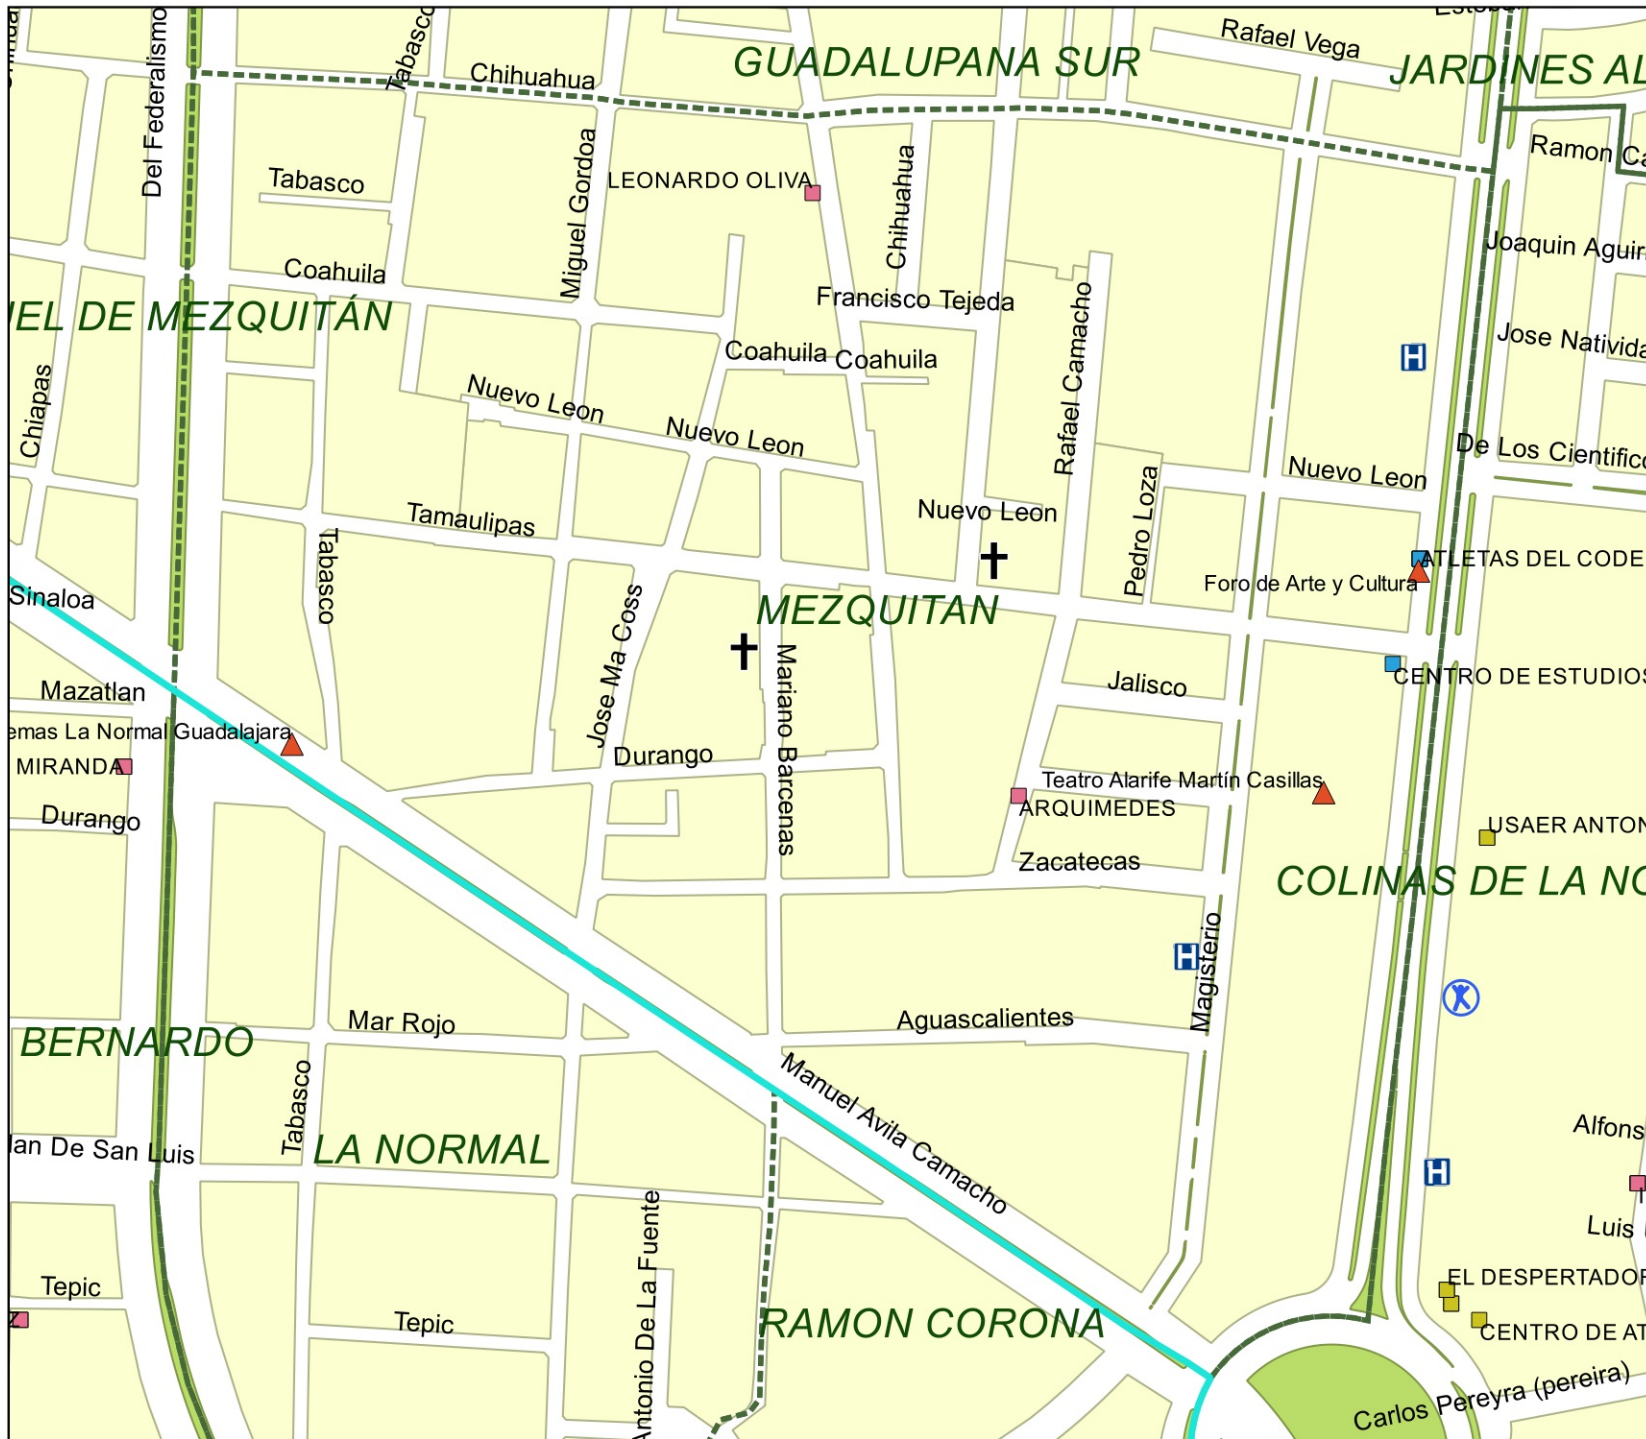 Del Federalismo
Tabasco
Chihuahua
GUADALUPANA SUR
Rafael Vega
JARDINES AL
Ramon Ca
Tabasco
Miguel Gordoa
LEONARDO OLIVA
Chihuahua
Joaquin Aguir
Coahuila
Francisco Tejeda
Rafael Camacho
IEL DE MEZQUITÁN
Jose Nativida
Coahuila
Coahuila
Chiapas
Nuevo Leon
Nuevo Leon
De Los Cientifico
Nuevo Leon
Pedro Loza
Tamaulipas
Nuevo Leon
Tabasco
ATLETAS DEL CODE
Foro de Arte y Cultura
Sinaloa
MEZQUITAN
Jose Ma Coss
Mariano Barcenas
CENTRO DE ESTUDIOS
Jalisco
Mazatlan
emas La Normal Guadalajara
Durango
MIRANDA
Teatro Alarife Martín Casillas
ARQUIMEDES
Durango
USAER ANTON
Zacatecas
COLINAS DE LA NO
H
H
Magisterio
Mar Rojo
Aguascalientes
BERNARDO
Tabasco
Manuel Avila Camacho
Alfons
lan De San Luis
LA NORMAL
H
Antonio De La Fuente
Luis
Tepic
EL DESPERTADOR
Tepic
RAMON CORONA
CENTRO DE AT
Z
Carlos Pereyra (pereira)